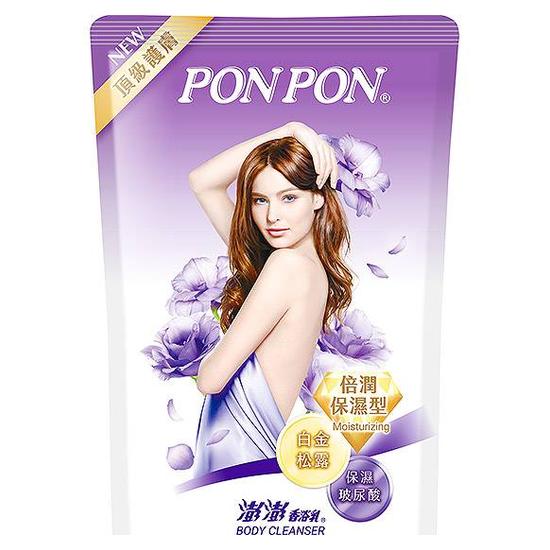 NEW
頂級護膚
PON PON®
倍潤
保濕型
Moisturizing
白金
松露
保濕
玻尿酸
澎澎香浴乳®
BODY CLEANSER